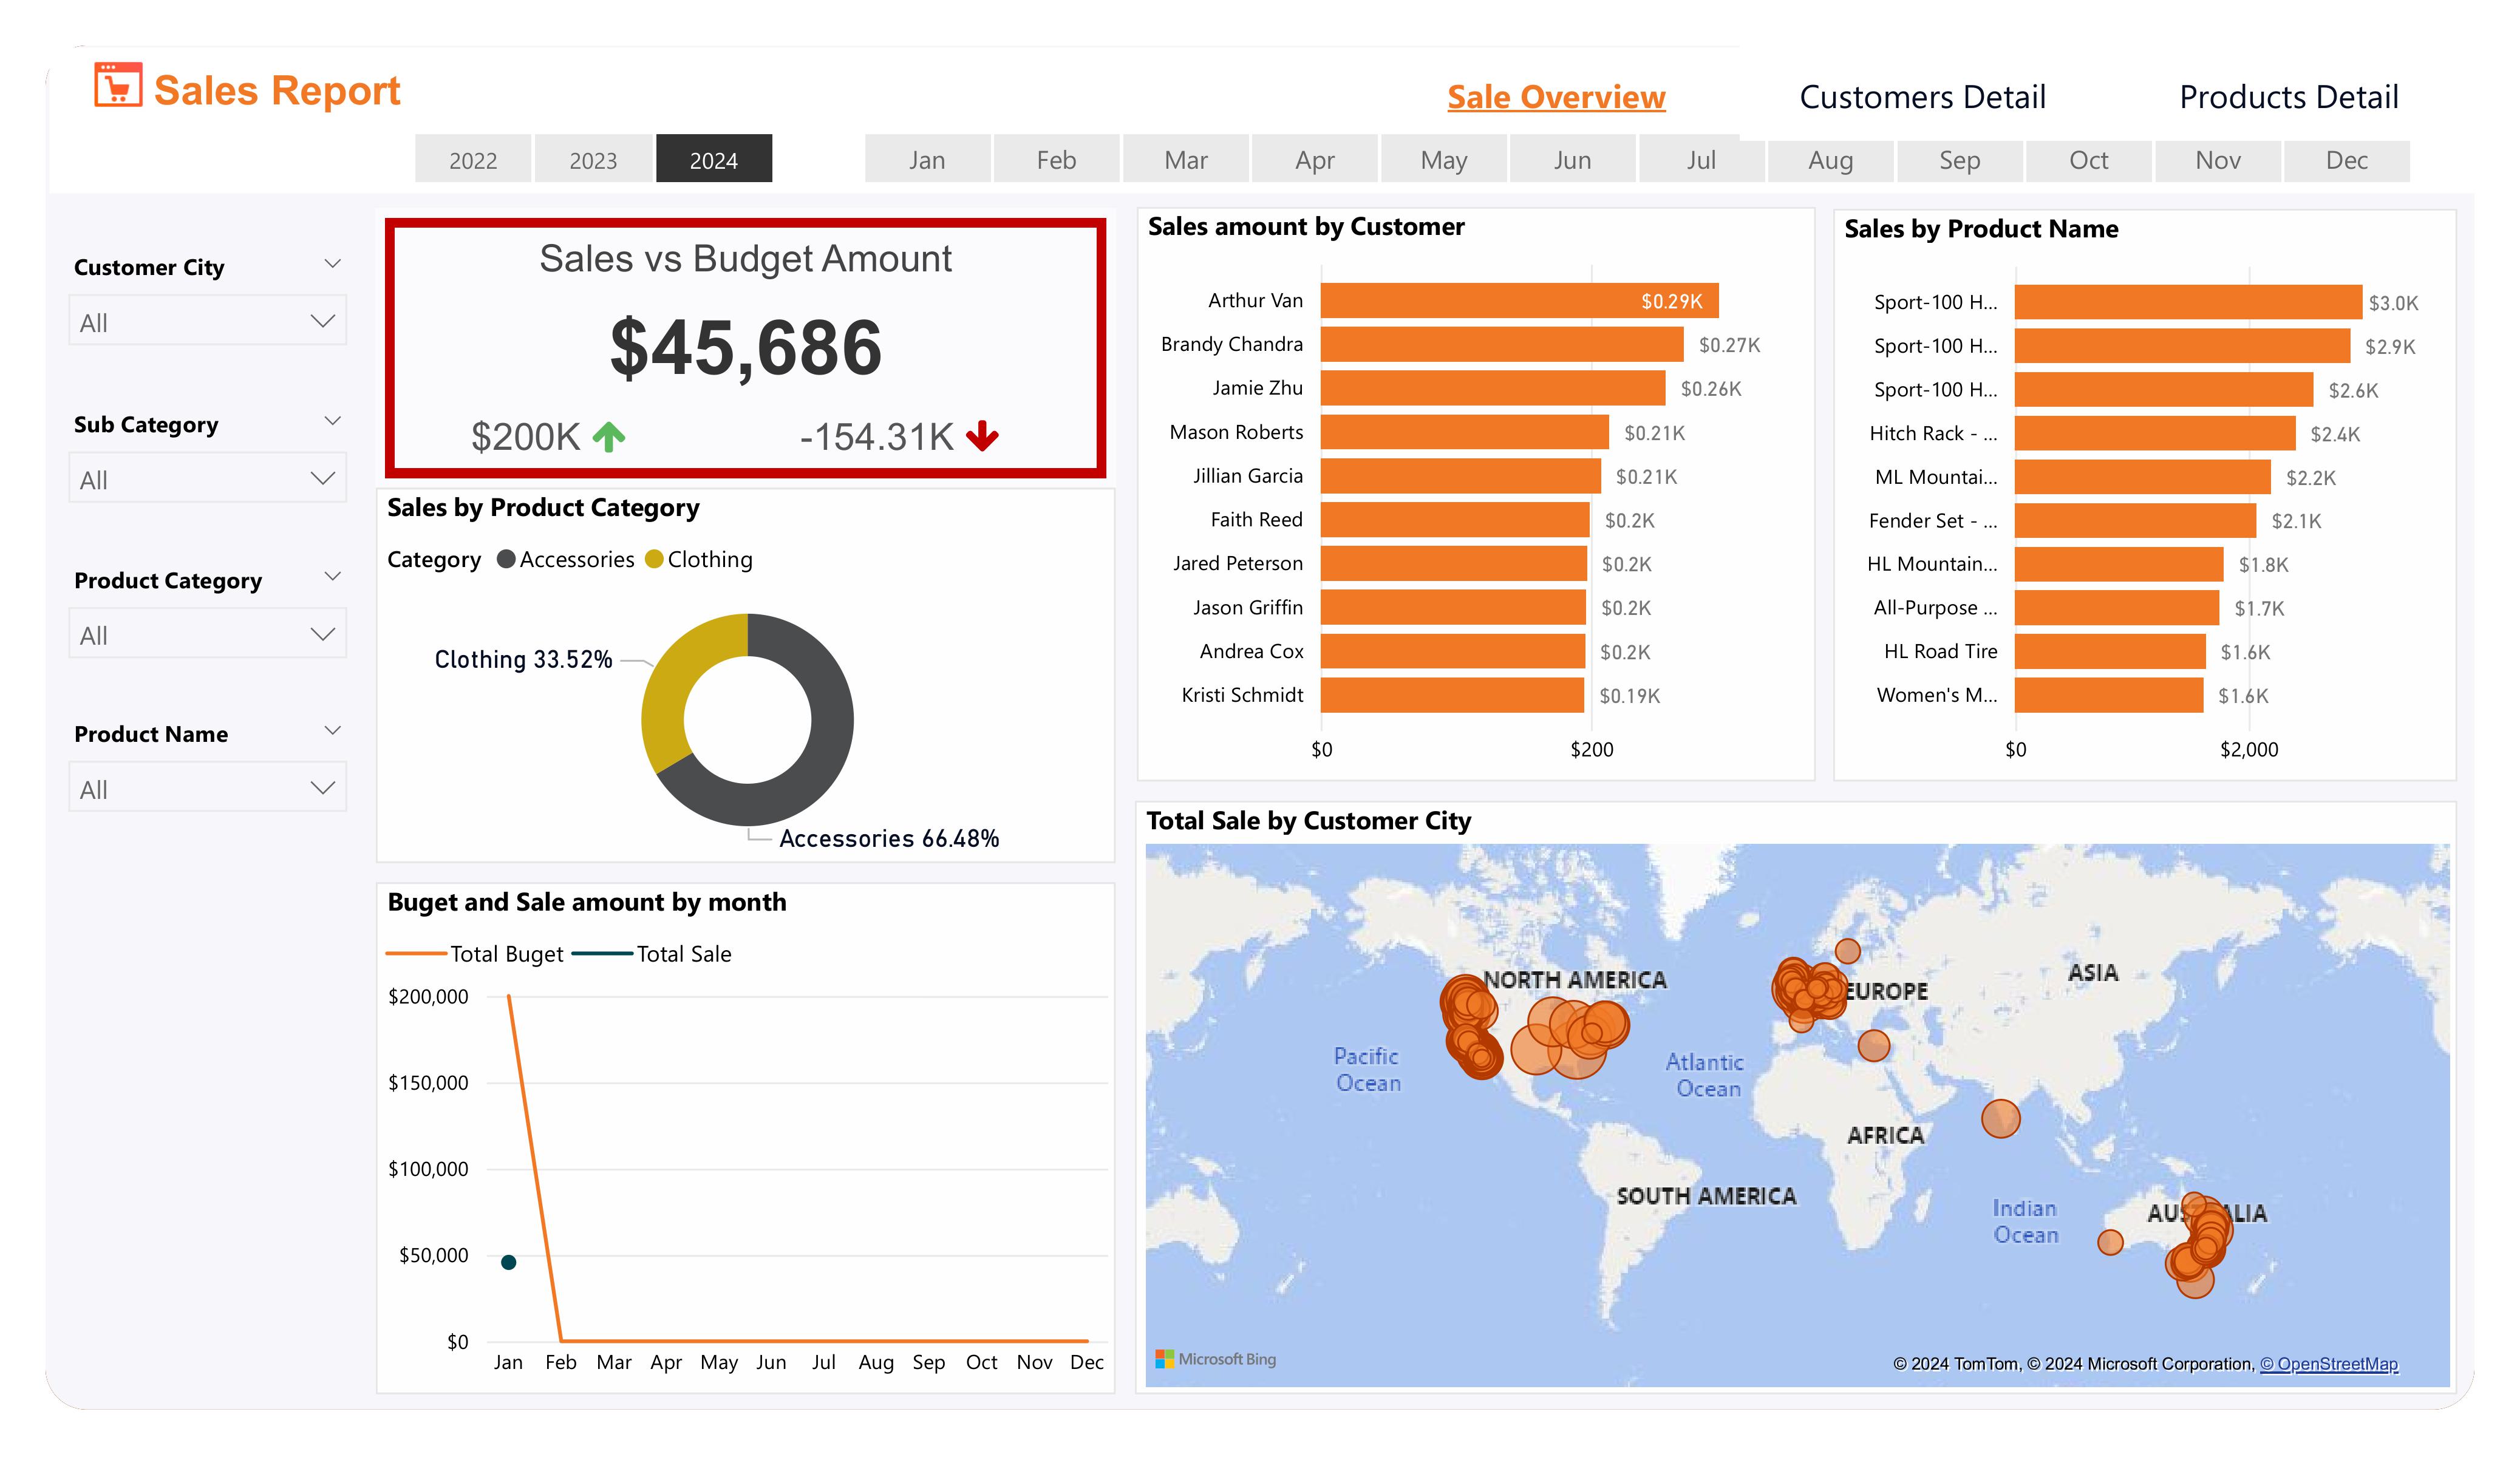 Sales Report
Sale Overview
Customers Detail
Products Detail
2022 2023 2024
Jan Feb Mar Apr May Jun Jul Aug Sep Oct Nov Dec
Customer City
All
Sub Category
All
Product Category
All
Product Name
All
Sales vs Budget Amount
$45,686
$200K -154.31K
Sales by Product Category
Category Accessories Clothing
Clothing 33.52%
Accessories 66.48%
Buget and Sale amount by month
Total Buget Total Sale
$200,000
$150,000
$100,000
$50,000
$0
Jan Feb Mar Apr May Jun Jul Aug Sep Oct Nov Dec
Sales amount by Customer
Arthur Van $0.29K
Brandy Chandra $0.27K
Jamie Zhu $0.26K
Mason Roberts $0.21K
Jillian Garcia $0.21K
Faith Reed $0.2K
Jared Peterson $0.2K
Jason Griffin $0.2K
Andrea Cox $0.2K
Kristi Schmidt $0.19K
$0 $200
Sales by Product Name
Sport-100 H... $3.0K
Sport-100 H... $2.9K
Sport-100 H... $2.6K
Hitch Rack - ... $2.4K
ML Mountai... $2.2K
Fender Set - ... $2.1K
HL Mountain... $1.8K
All-Purpose ... $1.7K
HL Road Tire $1.6K
Women's M... $1.6K
$0 $2,000
Total Sale by Customer City
NORTH AMERICA
EUROPE
ASIA
Pacific
Ocean
Atlantic
Ocean
AFRICA
SOUTH AMERICA
Indian
Ocean
Microsoft Bing
© 2024 TomTom, © 2024 Microsoft Corporation, © OpenStreetMap